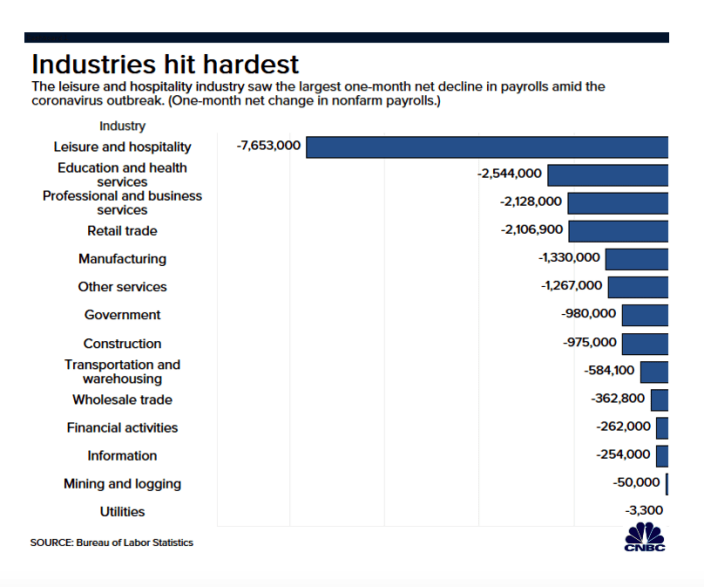 Industries hit hardest
The leisure and hospitality industry saw the largest one-month net decline in payrolls amid the
coronavirus outbreak. (One-month net change in nonfarm payrolls.)
Industry
Leisure and hospitality -7,653,000
Education and health
services -2,544,000
Professional and business
services -2,128,000
Retail trade -2,106,900
Manufacturing -1,330,000
Other services -1,267,000
Government -980,000
Construction -975,000
Transportation and
warehousing -584,100
Wholesale trade -362,800
Financial activities -262,000
Information -254,000
Mining and logging -50,000
Utilities -3,300
SOURCE: Bureau of Labor Statistics
CNBC